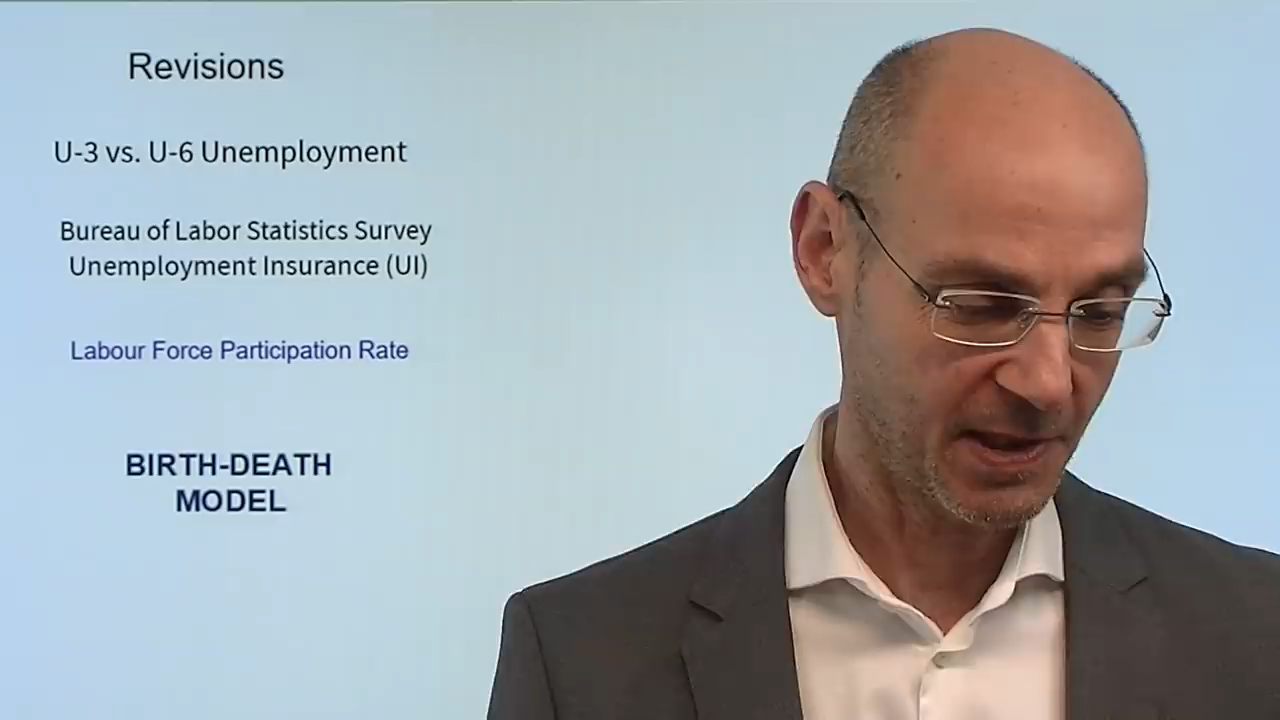 Revisions
U-3 vs. U-6 Unemployment
Bureau of Labor Statistics Survey
Unemployment Insurance (UI)
Labour Force Participation Rate
BIRTH-DEATH
MODEL